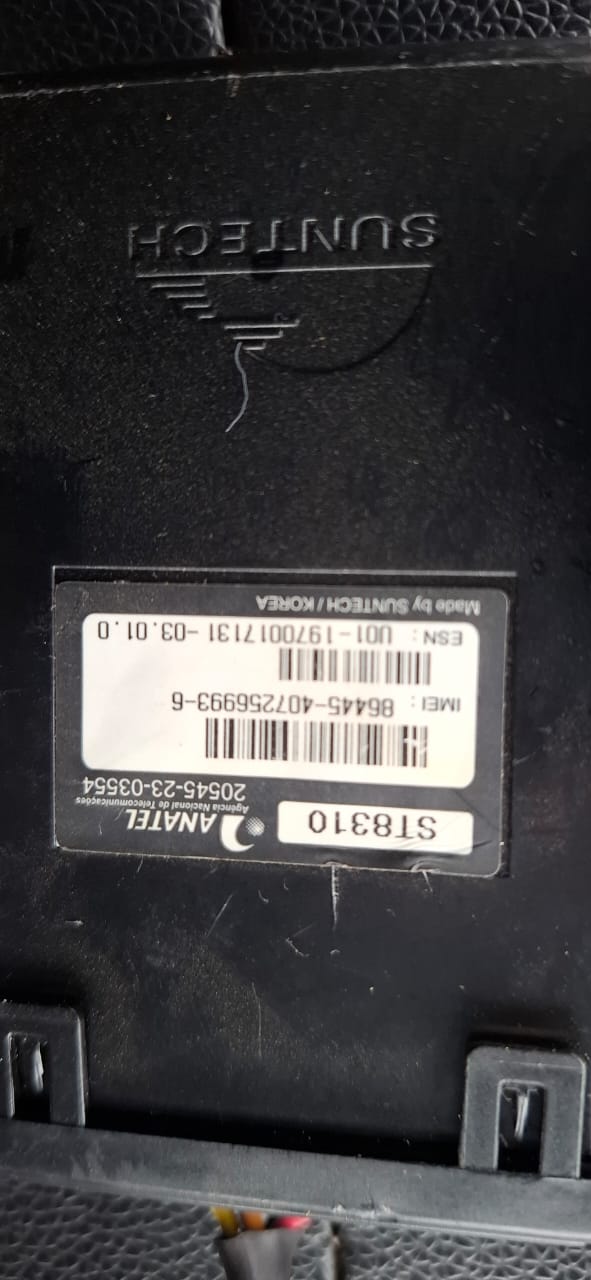 ST8310
ANATEL
Agência Nacional de Telecomunicações
20545-23-03554
IMEI: 86445-407256993-6
ESN: U01-1970017131-03.01.0
Made by SUNTECH / KOREA
SUNTECH